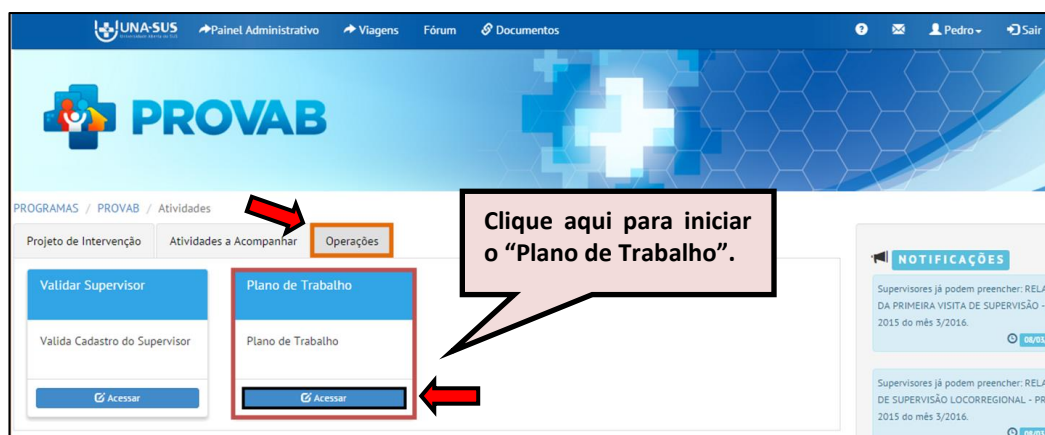 UNA-SUS
Painel Administrativo
Viagens
Fórum
Documentos
Pedro
Sair
PROVAB
PROGRAMAS / PROVAB / Atividades
Projeto de Intervenção
Atividades a Acompanhar
Operações
Clique aqui para iniciar
o “Plano de Trabalho”.
Validar Supervisor
Valida Cadastro do Supervisor
Acessar
Plano de Trabalho
Plano de Trabalho
Acessar
NOTIFICAÇÕES
Supervisores já podem preencher: RELA
DA PRIMEIRA VISITA DE SUPERVISÃO -
2015 do mês 3/2016.
08/03
Supervisores já podem preencher: RELA
DE SUPERVISÃO LOCORREGIONAL - PR
2015 do mês 3/2016.